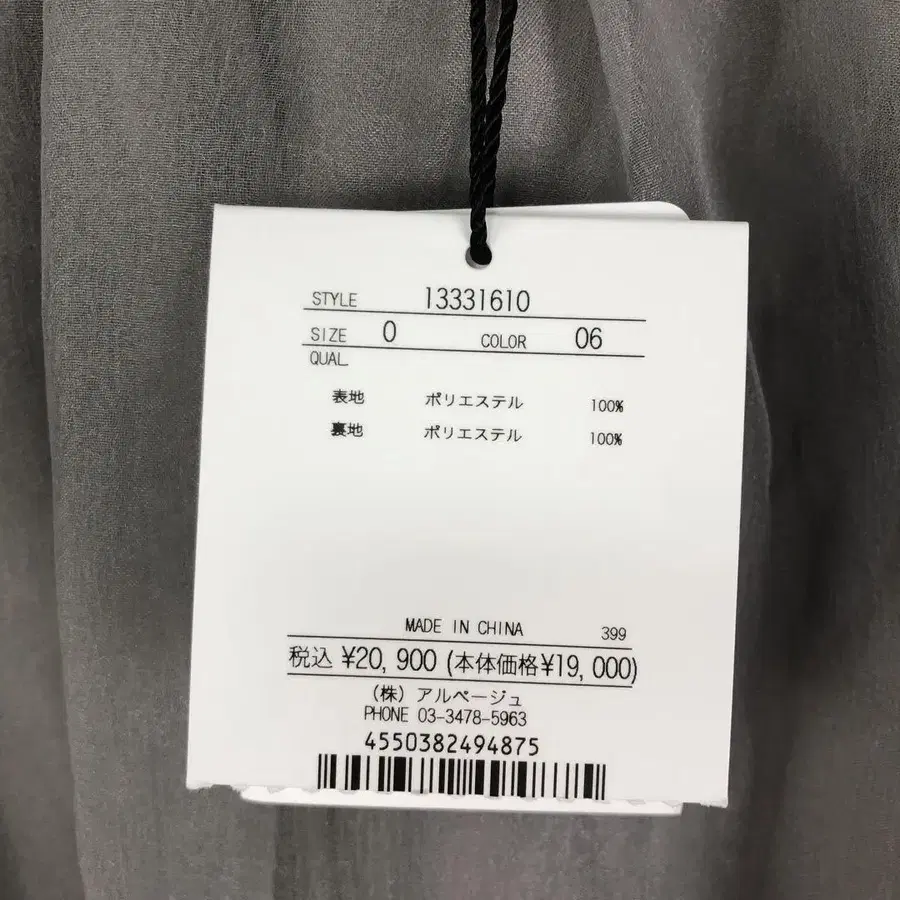 STYLE 13331610
SIZE 0 COLOR 06
QUAL
表地 ポリエステル 100%
裏地 ポリエステル 100%
MADE IN CHINA 399
税込 ¥20,900 (本体価格¥19,000)
(株) アルページュ
PHONE 03-3478-5963
4550382494875